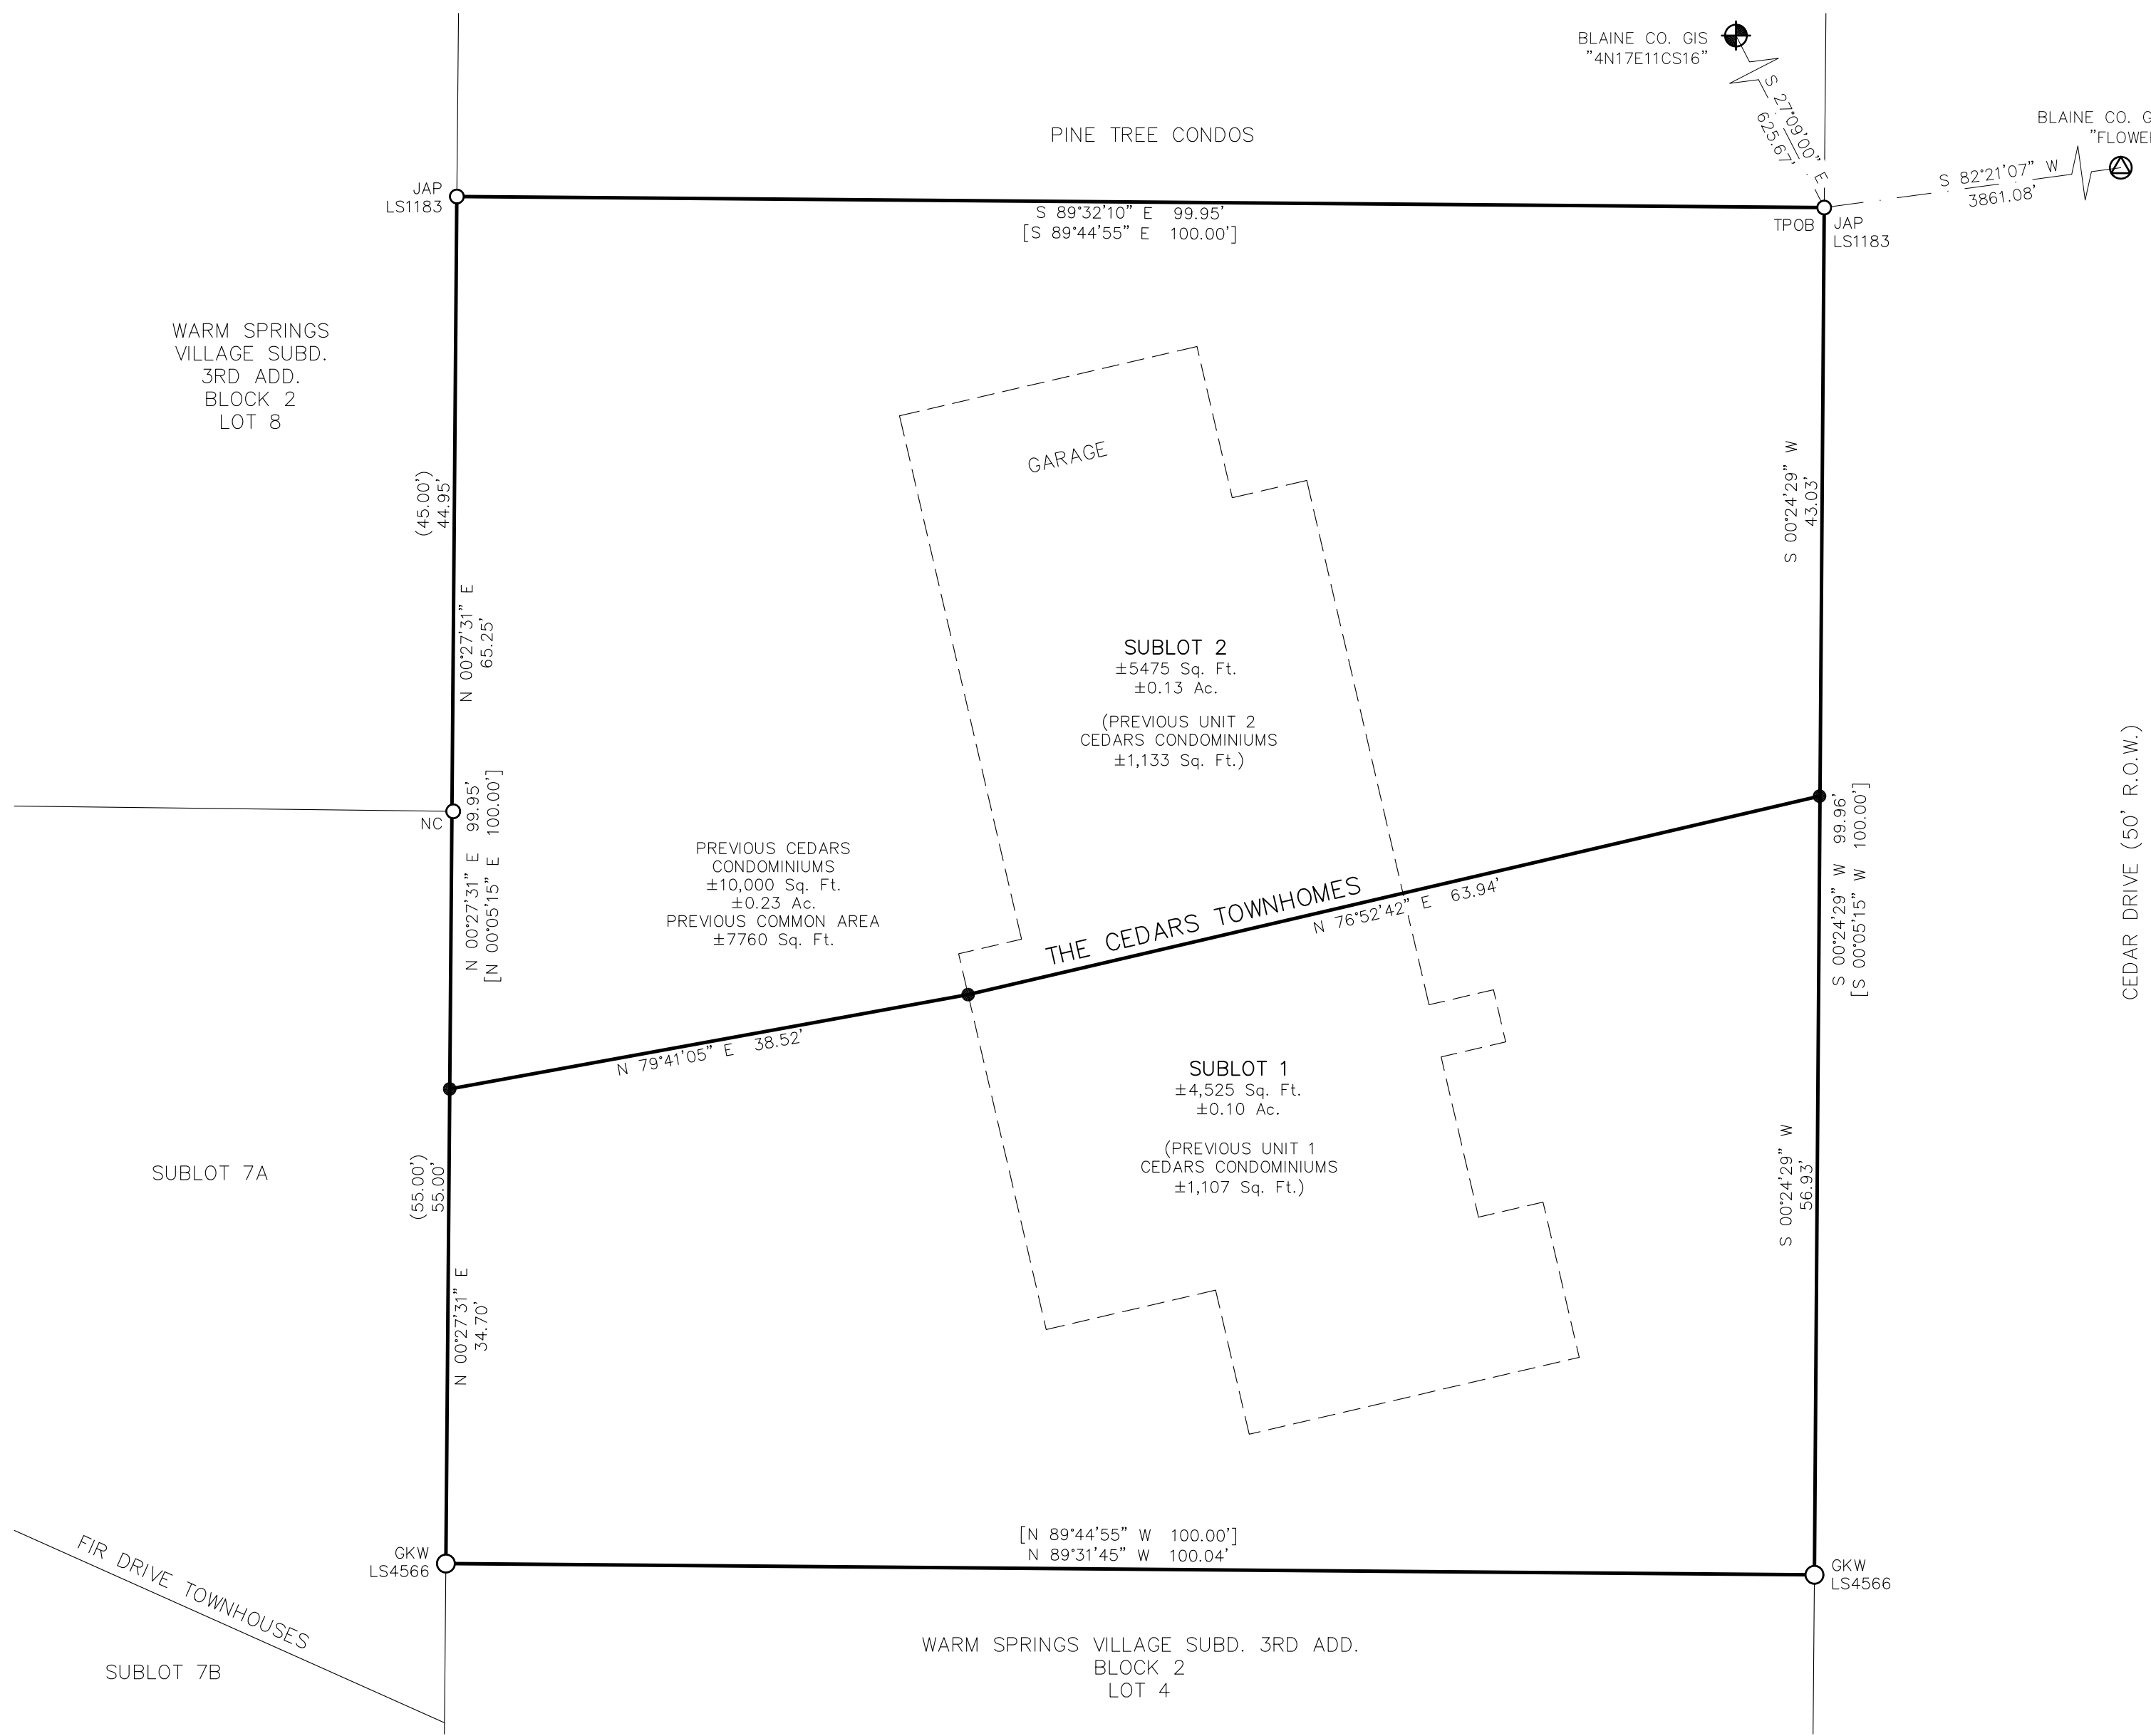 BLAINE CO. GIS
"4N17E11CS16"
S 27°09'00" E
625.67'
BLAINE CO. G
"FLOWE
S 82°21'07" W
3861.08'
PINE TREE CONDOS
JAP
LS1183
S 89°32'10" E 99.95'
[S 89°44'55" E 100.00']
TPOB
JAP
LS1183
WARM SPRINGS
VILLAGE SUBD.
3RD ADD.
BLOCK 2
LOT 8
GARAGE
(45.00')
44.95'
S 00°24'29" W
43.03'
N 00°27'31" E
65.25'
SUBLOT 2
±5475 Sq. Ft.
±0.13 Ac.
(PREVIOUS UNIT 2
CEDARS CONDOMINIUMS
±1,133 Sq. Ft.)
NC
N 00°27'31" E 99.95'
[N 00°05'15" E 100.00']
PREVIOUS CEDARS
CONDOMINIUMS
±10,000 Sq. Ft.
±0.23 Ac.
PREVIOUS COMMON AREA
±7760 Sq. Ft.
THE CEDARS TOWNHOMES
N 76°52'42" E 63.94'
S 00°24'29" W 99.96'
[S 00°05'15" W 100.00']
CEDAR DRIVE (50' R.O.W.)
N 79°41'05" E 38.52'
SUBLOT 1
±4,525 Sq. Ft.
±0.10 Ac.
(PREVIOUS UNIT 1
CEDARS CONDOMINIUMS
±1,107 Sq. Ft.)
SUBLOT 7A
(55.00')
55.00'
S 00°24'29" W
56.93'
N 00°27'31" E
34.70'
[N 89°44'55" W 100.00']
N 89°31'45" W 100.04'
GKW
LS4566
GKW
LS4566
FIR DRIVE TOWNHOUSES
SUBLOT 7B
WARM SPRINGS VILLAGE SUBD. 3RD ADD.
BLOCK 2
LOT 4